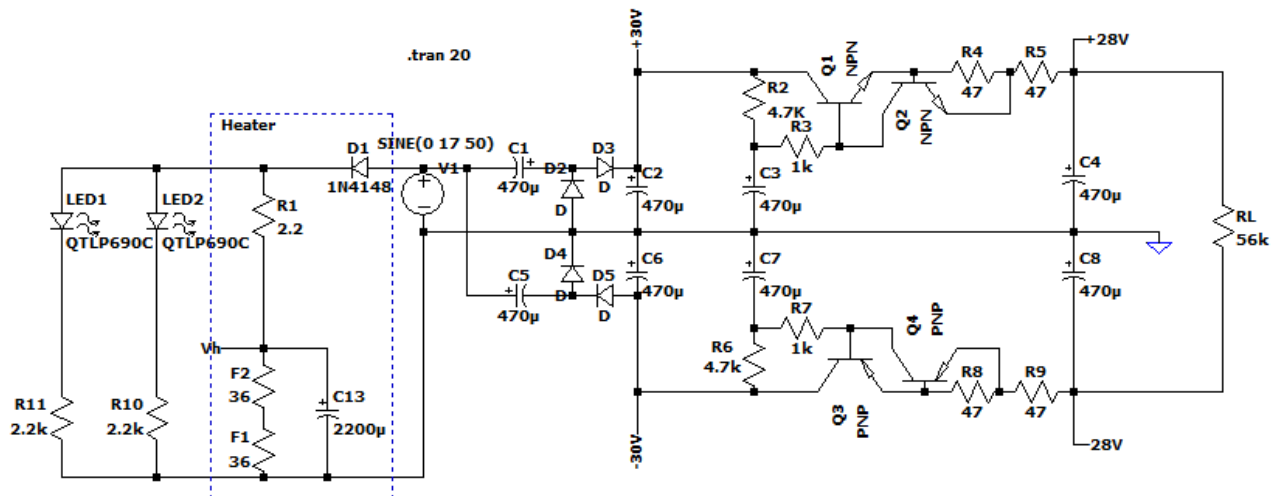 .tran 20
Heater
D1
1N4148
SINE(0 17 50)
V1
LED1
QTLP690C
LED2
QTLP690C
R1
2.2
R11
2.2k
R10
2.2k
Vh
F2
36
F1
36
C13
2200µ
C1
470µ
D2
D
D3
D
D4
D
D5
D
C5
470µ
+30V
C2
470µ
C6
470µ
-30V
R2
4.7K
R3
1k
C3
470µ
C7
470µ
R6
4.7k
R7
1k
Q1
NPN
Q2
NPN
R4
47
R5
47
+28V
C4
470µ
C8
470µ
RL
56k
Q3
PNP
Q4
PNP
R8
47
R9
47
-28V